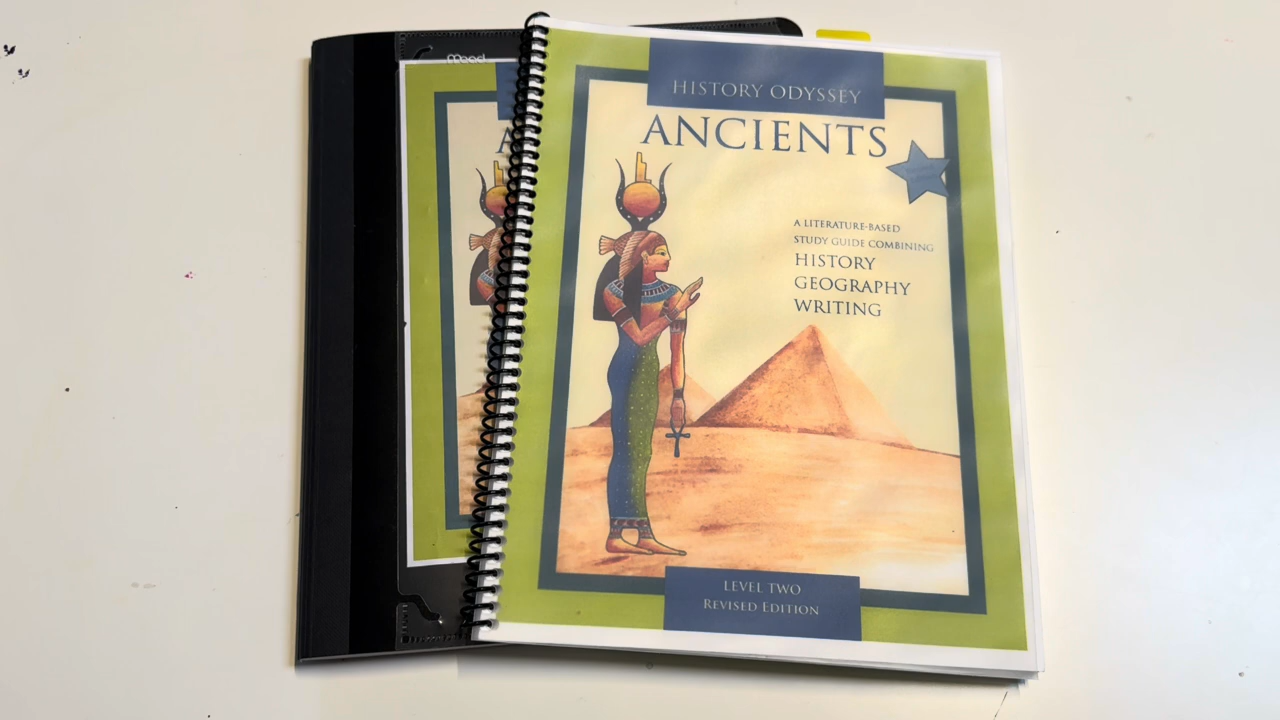 Mead
HISTORY ODYSSEY
ANCIENTS
A LITERATURE-BASED
STUDY GUIDE COMBINING
HISTORY
GEOGRAPHY
WRITING
LEVEL TWO
REVISED EDITION
A